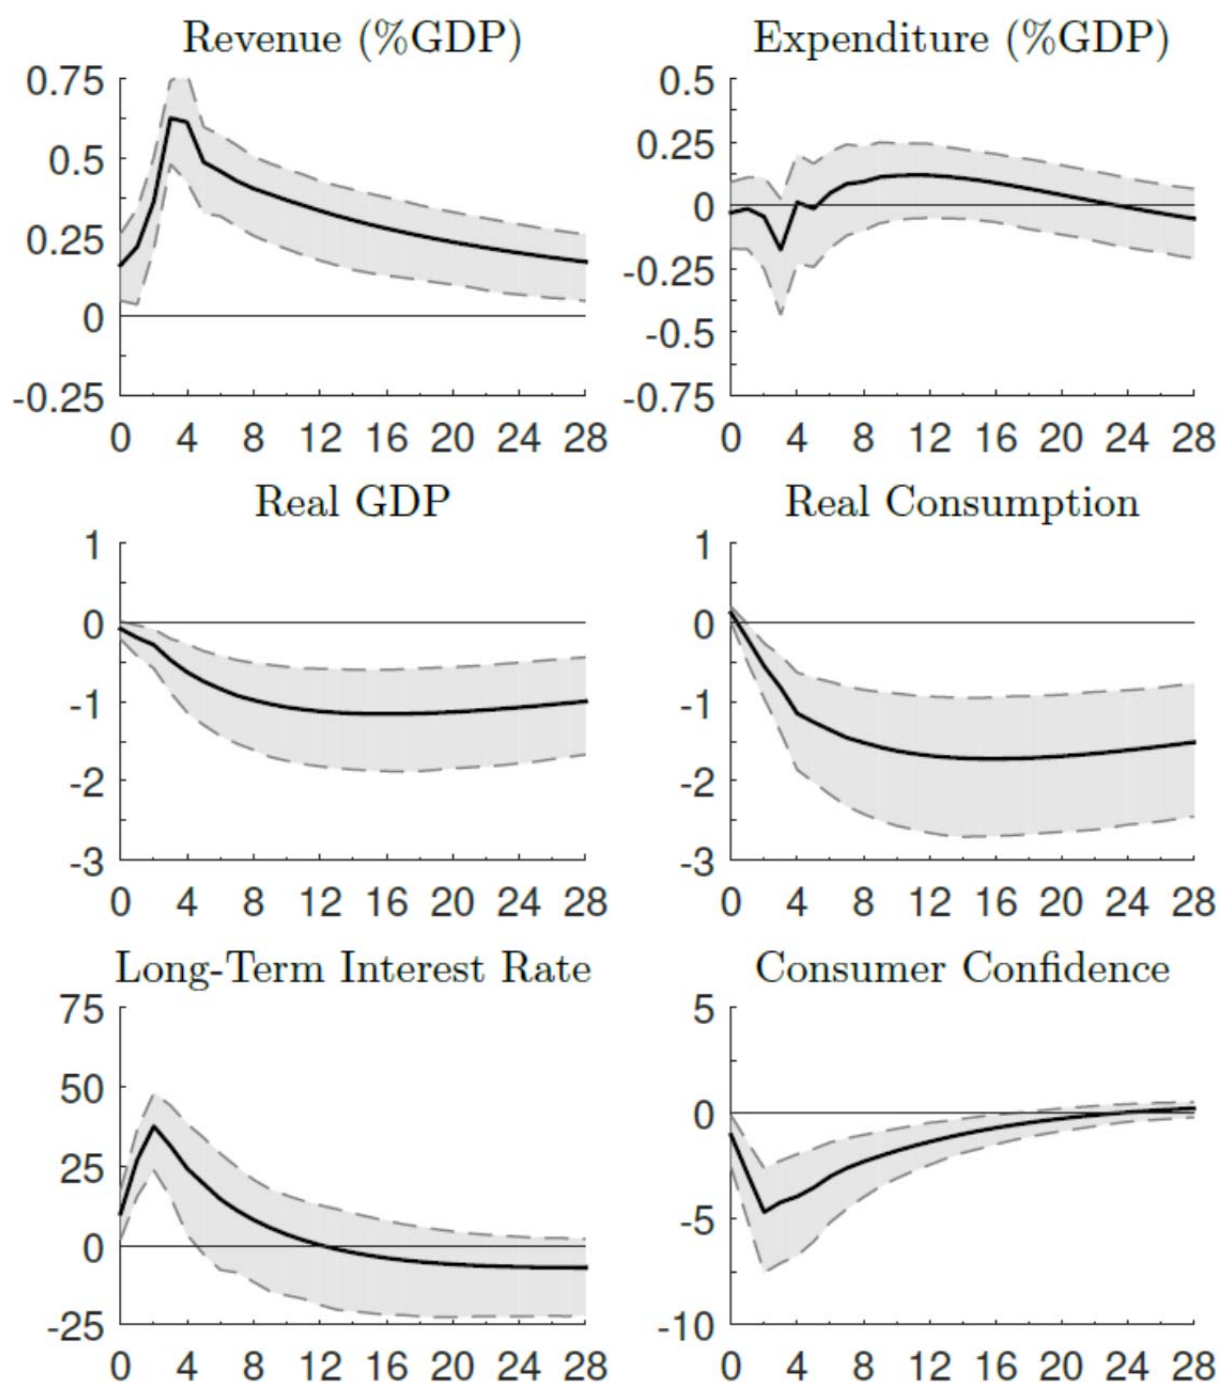 Revenue (%GDP)
0.75
0.5
0.25
0
-0.25
0 4 8 12 16 20 24 28
Expenditure (%GDP)
0.5
0.25
0
-0.25
-0.5
-0.75
0 4 8 12 16 20 24 28
Real GDP
1
0
-1
-2
-3
0 4 8 12 16 20 24 28
Real Consumption
1
0
-1
-2
-3
0 4 8 12 16 20 24 28
Long-Term Interest Rate
75
50
25
0
-25
0 4 8 12 16 20 24 28
Consumer Confidence
5
0
-5
-10
0 4 8 12 16 20 24 28